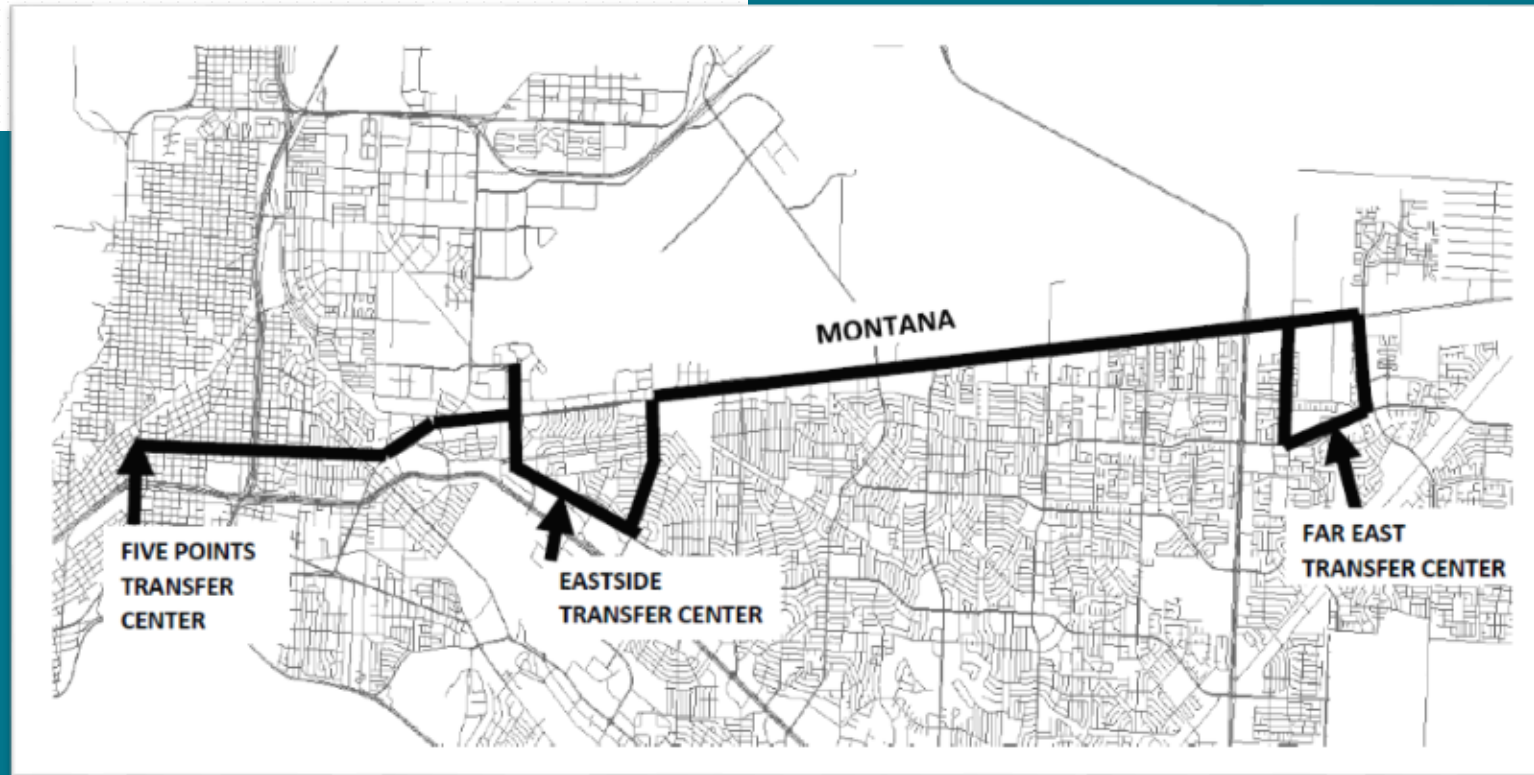 MONTANA
FIVE POINTS
TRANSFER
CENTER
EASTSIDE
TRANSFER CENTER
FAR EAST
TRANSFER CENTER